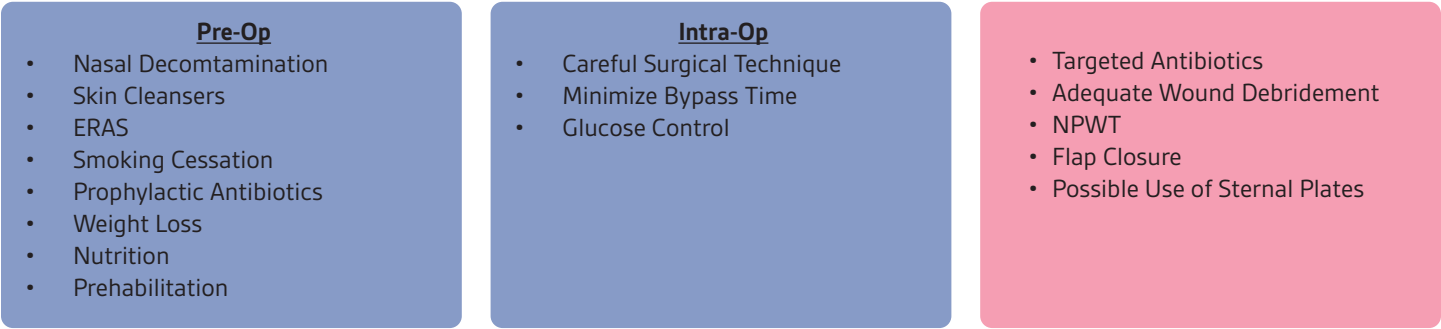 Pre-Op
• Nasal Decomtamination
• Skin Cleansers
• ERAS
• Smoking Cessation
• Prophylactic Antibiotics
• Weight Loss
• Nutrition
• Prehabilitation
Intra-Op
• Careful Surgical Technique
• Minimize Bypass Time
• Glucose Control
• Targeted Antibiotics
• Adequate Wound Debridement
• NPWT
• Flap Closure
• Possible Use of Sternal Plates